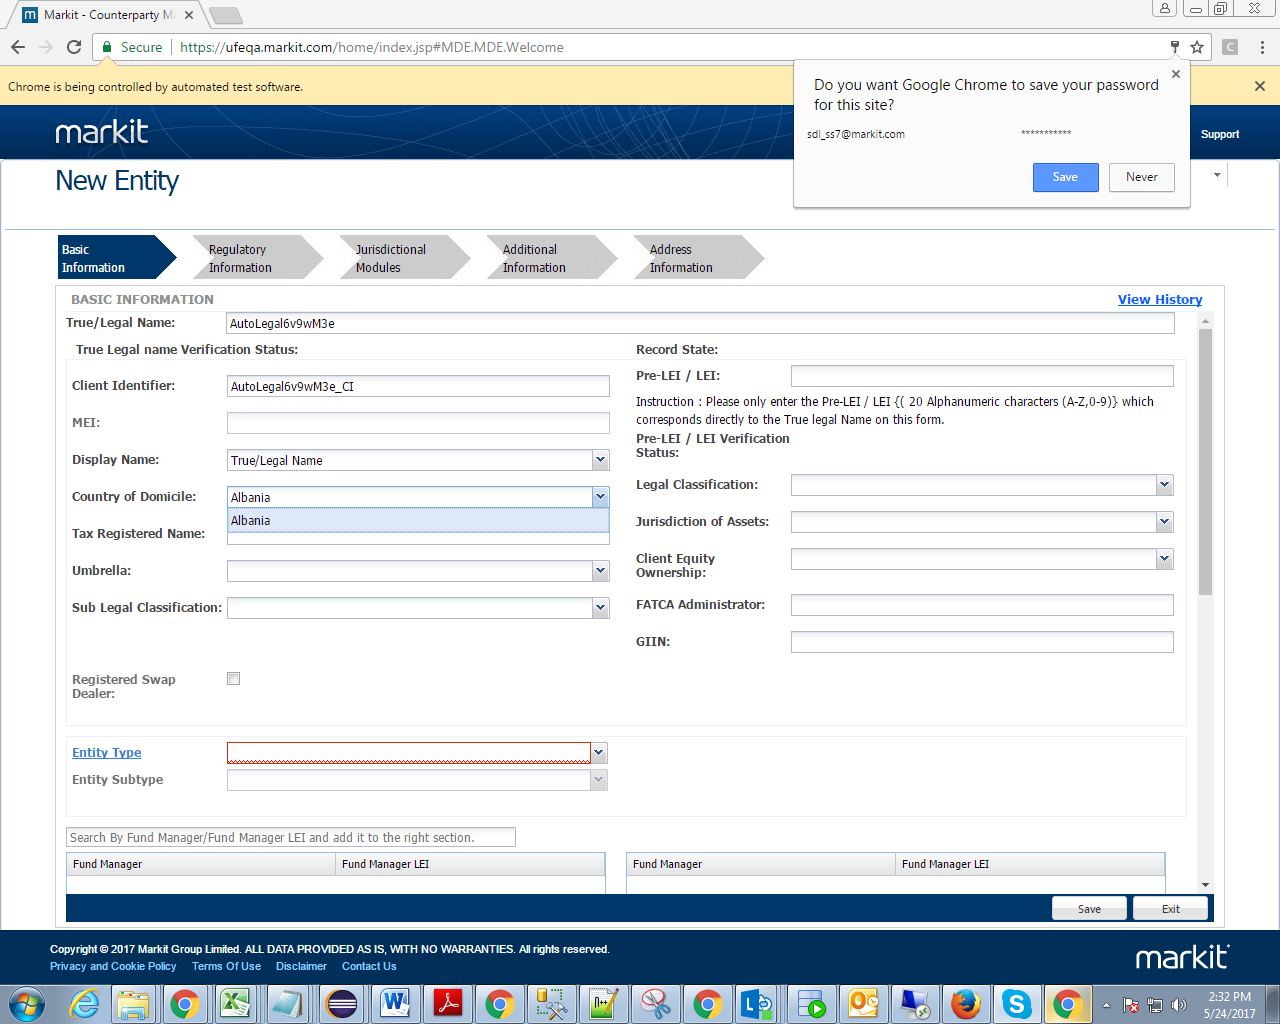 Markit - Counterparty M
Secure
https://ufeqa.markit.com/home/index.jsp#MDE.MDE.Welcome
C
Chrome is being controlled by automated test software.
Do you want Google Chrome to save your password
for this site?
sdl_ss7@markit.com
***********
Save
Never
markit
Support
New Entity
Basic
Information
Regulatory
Information
Jurisdictional
Modules
Additional
Information
Address
Information
BASIC INFORMATION
View History
True/Legal Name:
AutoLegal6v9wM3e
True Legal name Verification Status:
Record State:
Client Identifier:
AutoLegal6v9wM3e_CI
Pre-LEI / LEI:
Instruction : Please only enter the Pre-LEI / LEI {( 20 Alphanumeric characters (A-Z,0-9)} which
corresponds directly to the True legal Name on this form.
MEI:
Pre-LEI / LEI Verification
Status:
Display Name:
True/Legal Name
Legal Classification:
Country of Domicile:
Albania
Albania
Jurisdiction of Assets:
Tax Registered Name:
Client Equity
Ownership:
Umbrella:
FATCA Administrator:
Sub Legal Classification:
GIIN:
Registered Swap
Dealer:
Entity Type
Entity Subtype
Search By Fund Manager/Fund Manager LEI and add it to the right section.
Fund Manager
Fund Manager LEI
Fund Manager
Fund Manager LEI
Save
Exit
Copyright © 2017 Markit Group Limited. ALL DATA PROVIDED AS IS, WITH NO WARRANTIES. All rights reserved.
Privacy and Cookie Policy
Terms Of Use
Disclaimer
Contact Us
markit
2:32 PM
5/24/2017